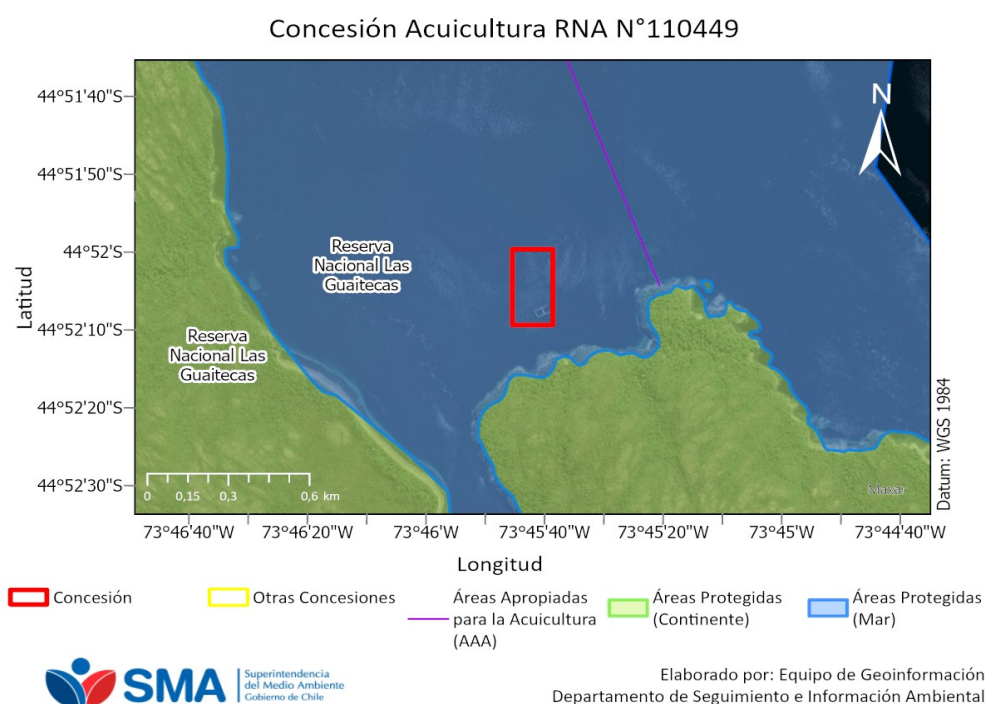 Concesión Acuicultura RNA N°110449
44°51'40"S
44°51'50"S
44°52'S
44°52'10"S
44°52'20"S
44°52'30"S
Latitud
N
Reserva
Nacional Las
Guaitecas
Reserva
Nacional Las
Guaitecas
Datum: WGS 1984
Maxar
0 0,15 0,3 0,6 km
73°46'40"W 73°46'20"W 73°46'W 73°45'40"W 73°45'20"W 73°45'W 73°44'40"W
Longitud
Concesión
Otras Concesiones
Áreas Apropiadas
para la Acuicultura
(AAA)
Áreas Protegidas
(Continente)
Áreas Protegidas
(Mar)
SMA
Superintendencia
del Medio Ambiente
Gobierno de Chile
Elaborado por: Equipo de Geoinformación
Departamento de Seguimiento e Información Ambiental